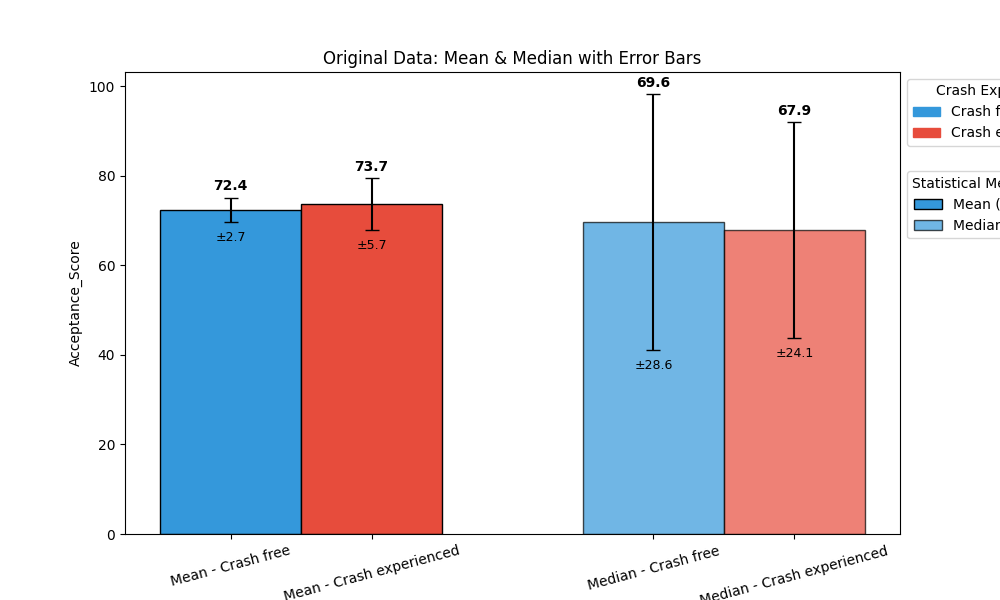 Original Data: Mean & Median with Error Bars
Acceptance_Score
100
80
60
40
20
0
72.4
±2.7
73.7
±5.7
69.6
±28.6
67.9
±24.1
Mean - Crash free
Mean - Crash experienced
Median - Crash free
Median - Crash experienced
Crash Exp
Crash f
Crash e
Statistical Me
Mean (
Median